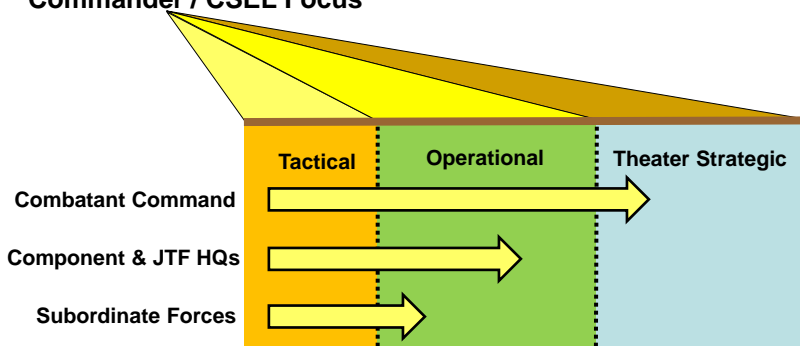 Commander / CSEL Focus
Tactical
Operational
Theater Strategic
Combatant Command
Component & JTF HQs
Subordinate Forces